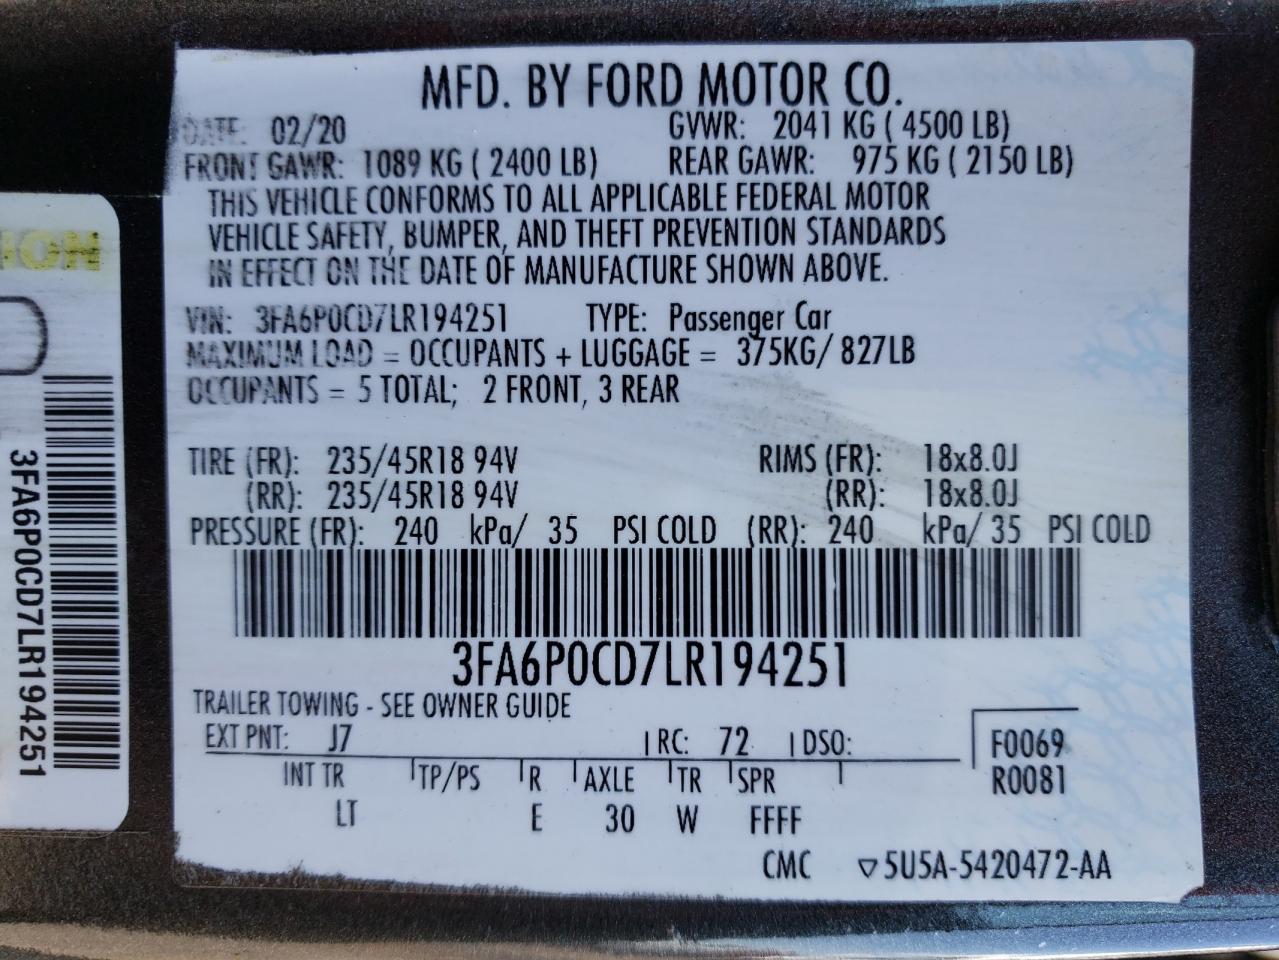 MFD. BY FORD MOTOR CO.
DATE: 02/20 GVWR: 2041 KG ( 4500 LB)
FRONT GAWR: 1089 KG ( 2400 LB) REAR GAWR: 975 KG ( 2150 LB)
THIS VEHICLE CONFORMS TO ALL APPLICABLE FEDERAL MOTOR
VEHICLE SAFETY, BUMPER, AND THEFT PREVENTION STANDARDS
IN EFFECT ON THE DATE OF MANUFACTURE SHOWN ABOVE.
VIN: 3FA6P0CD7LR194251 TYPE: Passenger Car
MAXIMUM LOAD = OCCUPANTS + LUGGAGE = 375KG/ 827LB
OCCUPANTS = 5 TOTAL; 2 FRONT, 3 REAR
TIRE (FR): 235/45R18 94V RIMS (FR): 18x8.0J
(RR): 235/45R18 94V (RR): 18x8.0J
PRESSURE (FR): 240 kPa/ 35 PSI COLD (RR): 240 kPa/ 35 PSI COLD
3FA6P0CD7LR194251
TRAILER TOWING - SEE OWNER GUIDE
EXT PNT: J7 RC: 72 DSO: F0069
INT TR TP/PS R AXLE TR SPR R0081
LT E 30 W FFFF
CMC ▽5U5A-5420472-AA
ION
3FA6P0CD7LR194251